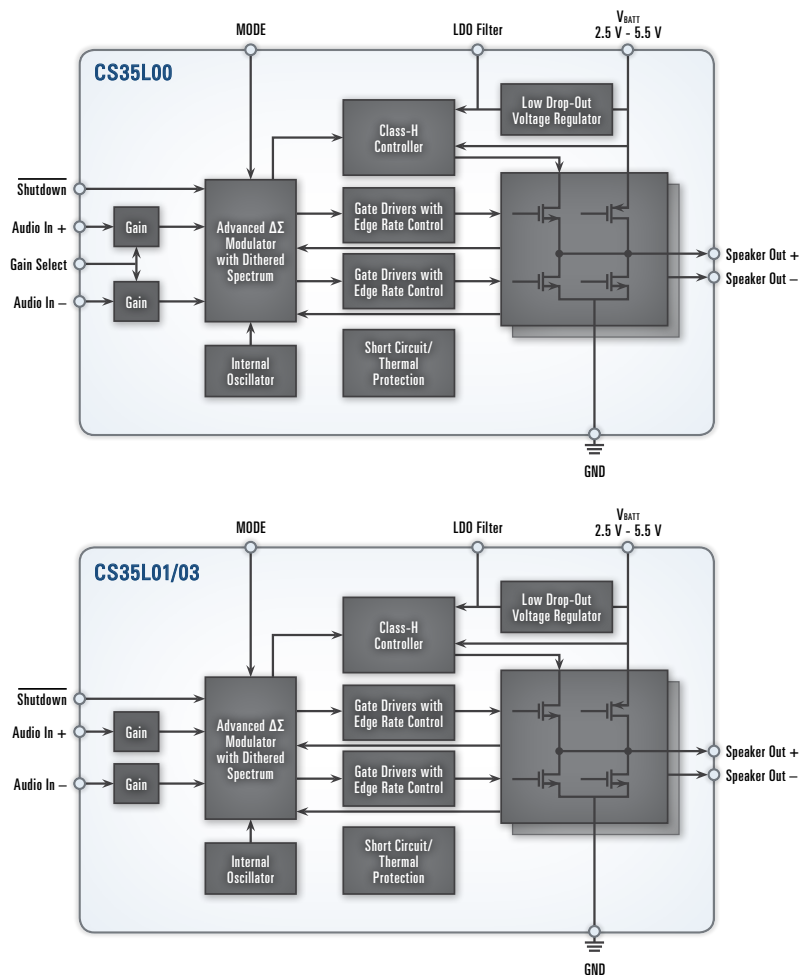 MODE
LDO Filter
VBATT
2.5 V - 5.5 V
CS35L00
Low Drop-Out
Voltage Regulator
Class-H
Controller
Shutdown
Audio In +
Gain
Gain Select
Audio In –
Gain
Advanced ΔΣ
Modulator
with Dithered
Spectrum
Gate Drivers with
Edge Rate Control
Gate Drivers with
Edge Rate Control
Speaker Out +
Speaker Out –
Internal
Oscillator
Short Circuit/
Thermal
Protection
GND
MODE
LDO Filter
VBATT
2.5 V - 5.5 V
CS35L01/03
Low Drop-Out
Voltage Regulator
Class-H
Controller
Shutdown
Audio In +
Gain
Audio In –
Gain
Advanced ΔΣ
Modulator
with Dithered
Spectrum
Gate Drivers with
Edge Rate Control
Gate Drivers with
Edge Rate Control
Speaker Out +
Speaker Out –
Internal
Oscillator
Short Circuit/
Thermal
Protection
GND